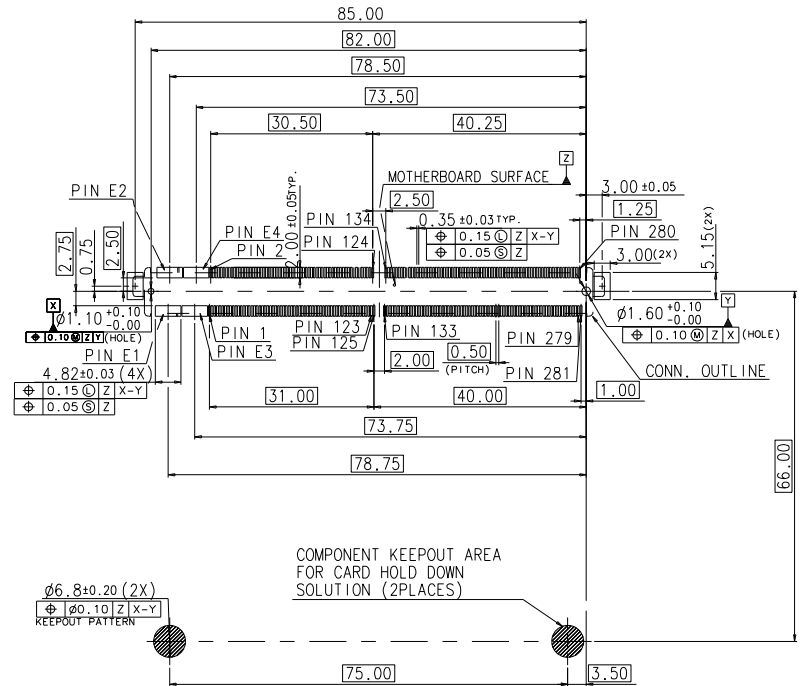 85.00
82.00
78.50
73.50
30.50
40.25
MOTHERBOARD SURFACE
Z
3.00 ±0.05
PIN E2
2.00 ±0.05TYP.
2.50
1.25
PIN 134
0.35 ±0.03 TYP.
PIN E4
PIN 280
PIN 2
PIN 124
⌖ 0.15 Ⓛ Z X-Y
⌖ 0.05 Ⓢ Z
3.00(2X)
5.15(2X)
2.75
0.75
2.50
X
Ø1.10 +0.10 -0.00
⌖ 0.10 Ⓜ Z Y (HOLE)
Y
Ø1.60 +0.10 -0.00
⌖ 0.10 Ⓜ Z X (HOLE)
PIN 1
PIN 123
PIN 133
PIN 279
PIN E1
PIN E3
PIN 125
2.00
0.50
(PITCH)
PIN 281
CONN. OUTLINE
4.82±0.03 (4X)
⌖ 0.15 Ⓛ Z X-Y
⌖ 0.05 Ⓢ Z
1.00
31.00
40.00
73.75
78.75
66.00
COMPONENT KEEPOUT AREA
FOR CARD HOLD DOWN
SOLUTION (2PLACES)
Ø6.8±0.20 (2X)
⌖ Ø0.10 Z X-Y
KEEPOUT PATTERN
75.00
3.50